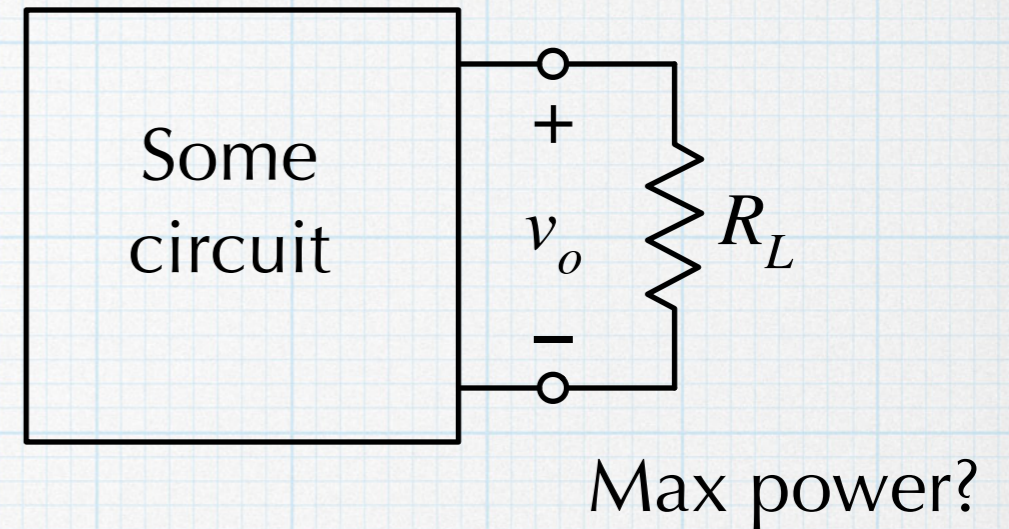 Some
circuit
+
v_o
R_L
–
Max power?